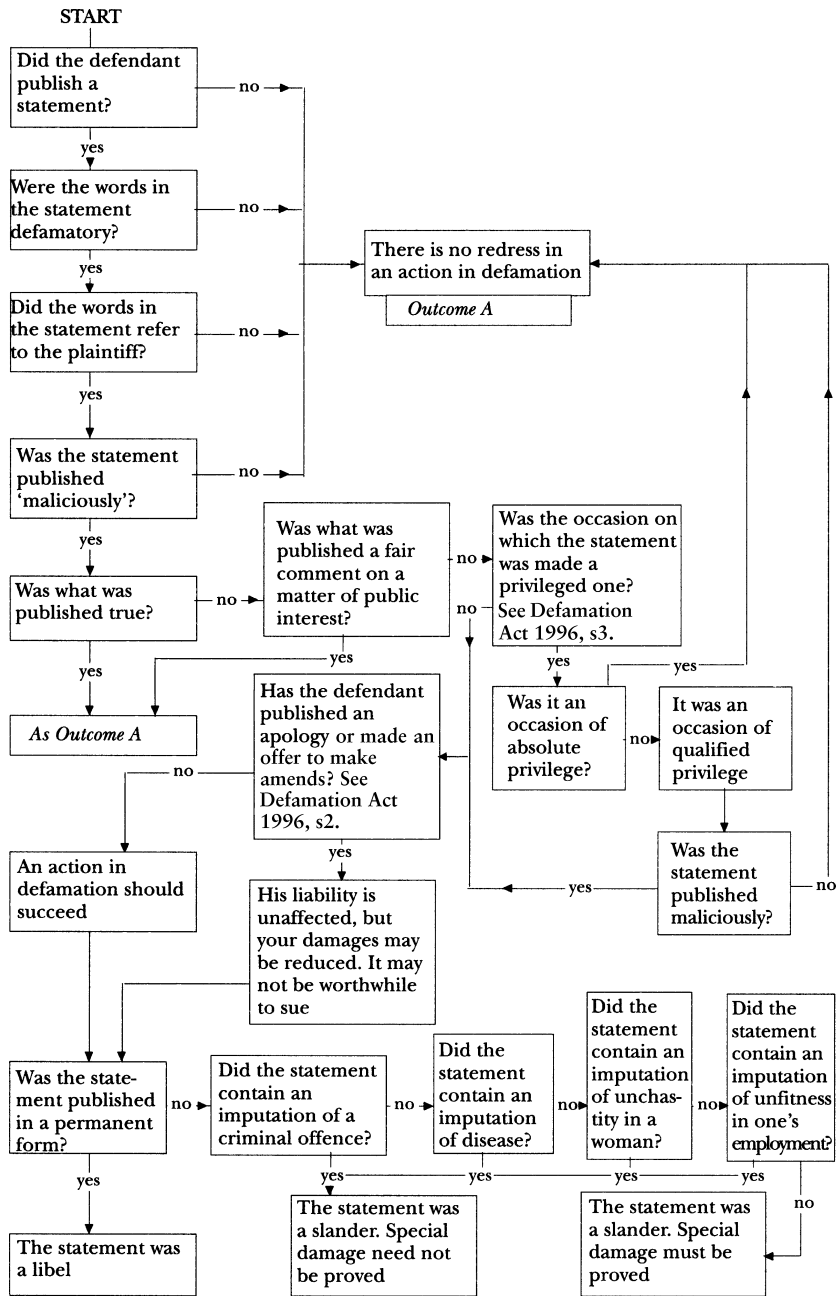 START
Did the defendant
publish a
statement?
no
yes
Were the words in
the statement
defamatory?
no
yes
There is no redress in
an action in defamation
Outcome A
Did the words in
the statement refer
to the plaintiff?
no
yes
Was the statement
published
‘maliciously’?
no
yes
Was what was
published true?
no
yes
Was what was
published a fair
comment on a
matter of public
interest?
no
yes
Was the occasion on
which the statement
was made a
privileged one?
See Defamation
Act 1996, s3.
no
yes
As Outcome A
Has the defendant
published an
apology or made an
offer to make
amends? See
Defamation Act
1996, s2.
no
yes
Was it an
occasion of
absolute
privilege?
yes
no
It was an
occasion of
qualified
privilege
Was the
statement
published
maliciously?
yes
no
An action in
defamation should
succeed
His liability is
unaffected, but
your damages may
be reduced. It may
not be worthwhile
to sue
Was the state-
ment published
in a permanent
form?
no
yes
Did the statement
contain an
imputation of a
criminal offence?
no
yes
Did the
statement
contain an
imputation
of disease?
no
yes
Did the
statement
contain an
imputation
of unchas-
tity in a
woman?
no
yes
Did the
statement
contain an
imputation
of unfitness
in one’s
employment?
yes
no
The statement was
a libel
The statement was
a slander. Special
damage need not
be proved
The statement was
a slander. Special
damage must be
proved